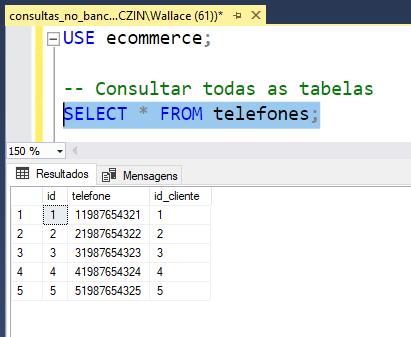 consultas_no_banc...CZIN\Wallace (61))*
USE ecommerce;
-- Consultar todas as tabelas
SELECT * FROM telefones;
150 %
Resultados Mensagens
id telefone id_cliente
1 1 11987654321 1
2 2 21987654322 2
3 3 31987654323 3
4 4 41987654324 4
5 5 51987654325 5